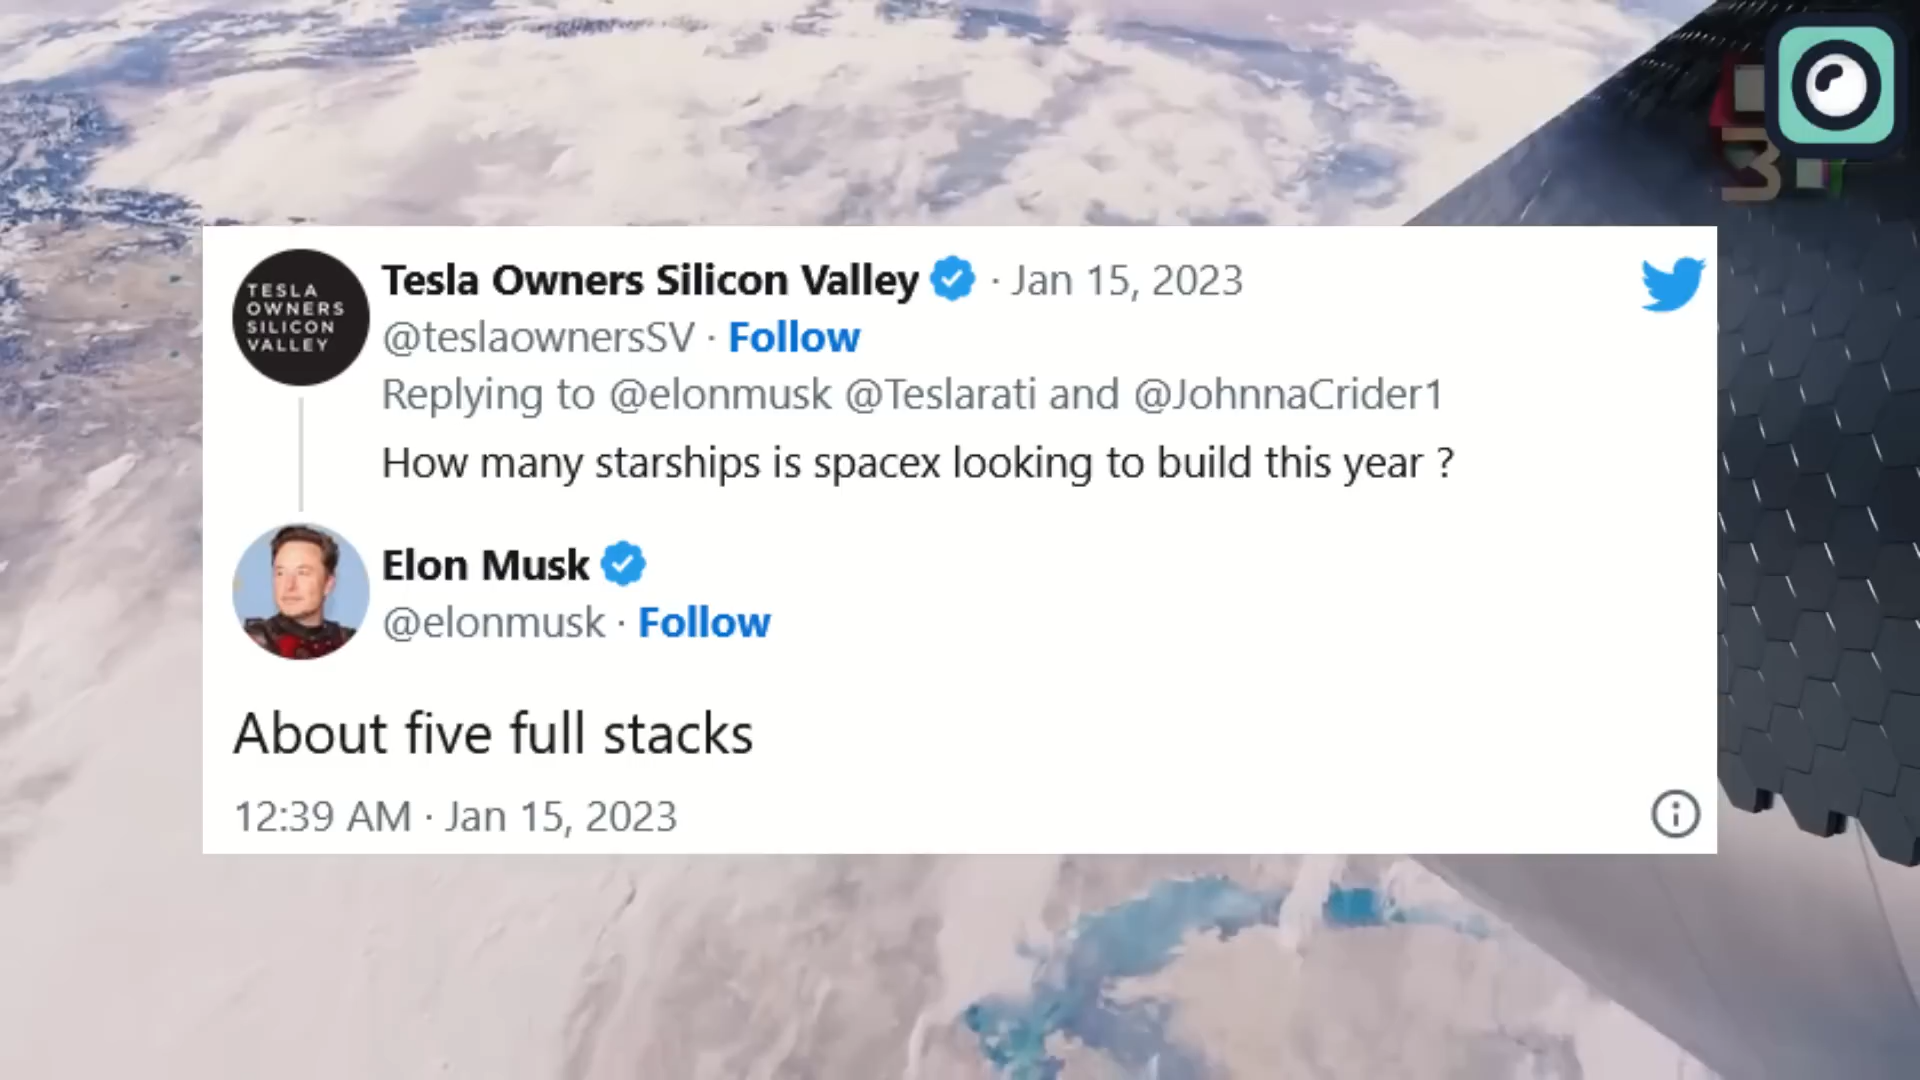 TESLA
OWNERS
SILICON
VALLEY
Tesla Owners Silicon Valley · Jan 15, 2023
@teslaownersSV · Follow
Replying to @elonmusk @Teslarati and @JohnnaCrider1
How many starships is spacex looking to build this year ?
Elon Musk
@elonmusk · Follow
About five full stacks
12:39 AM · Jan 15, 2023